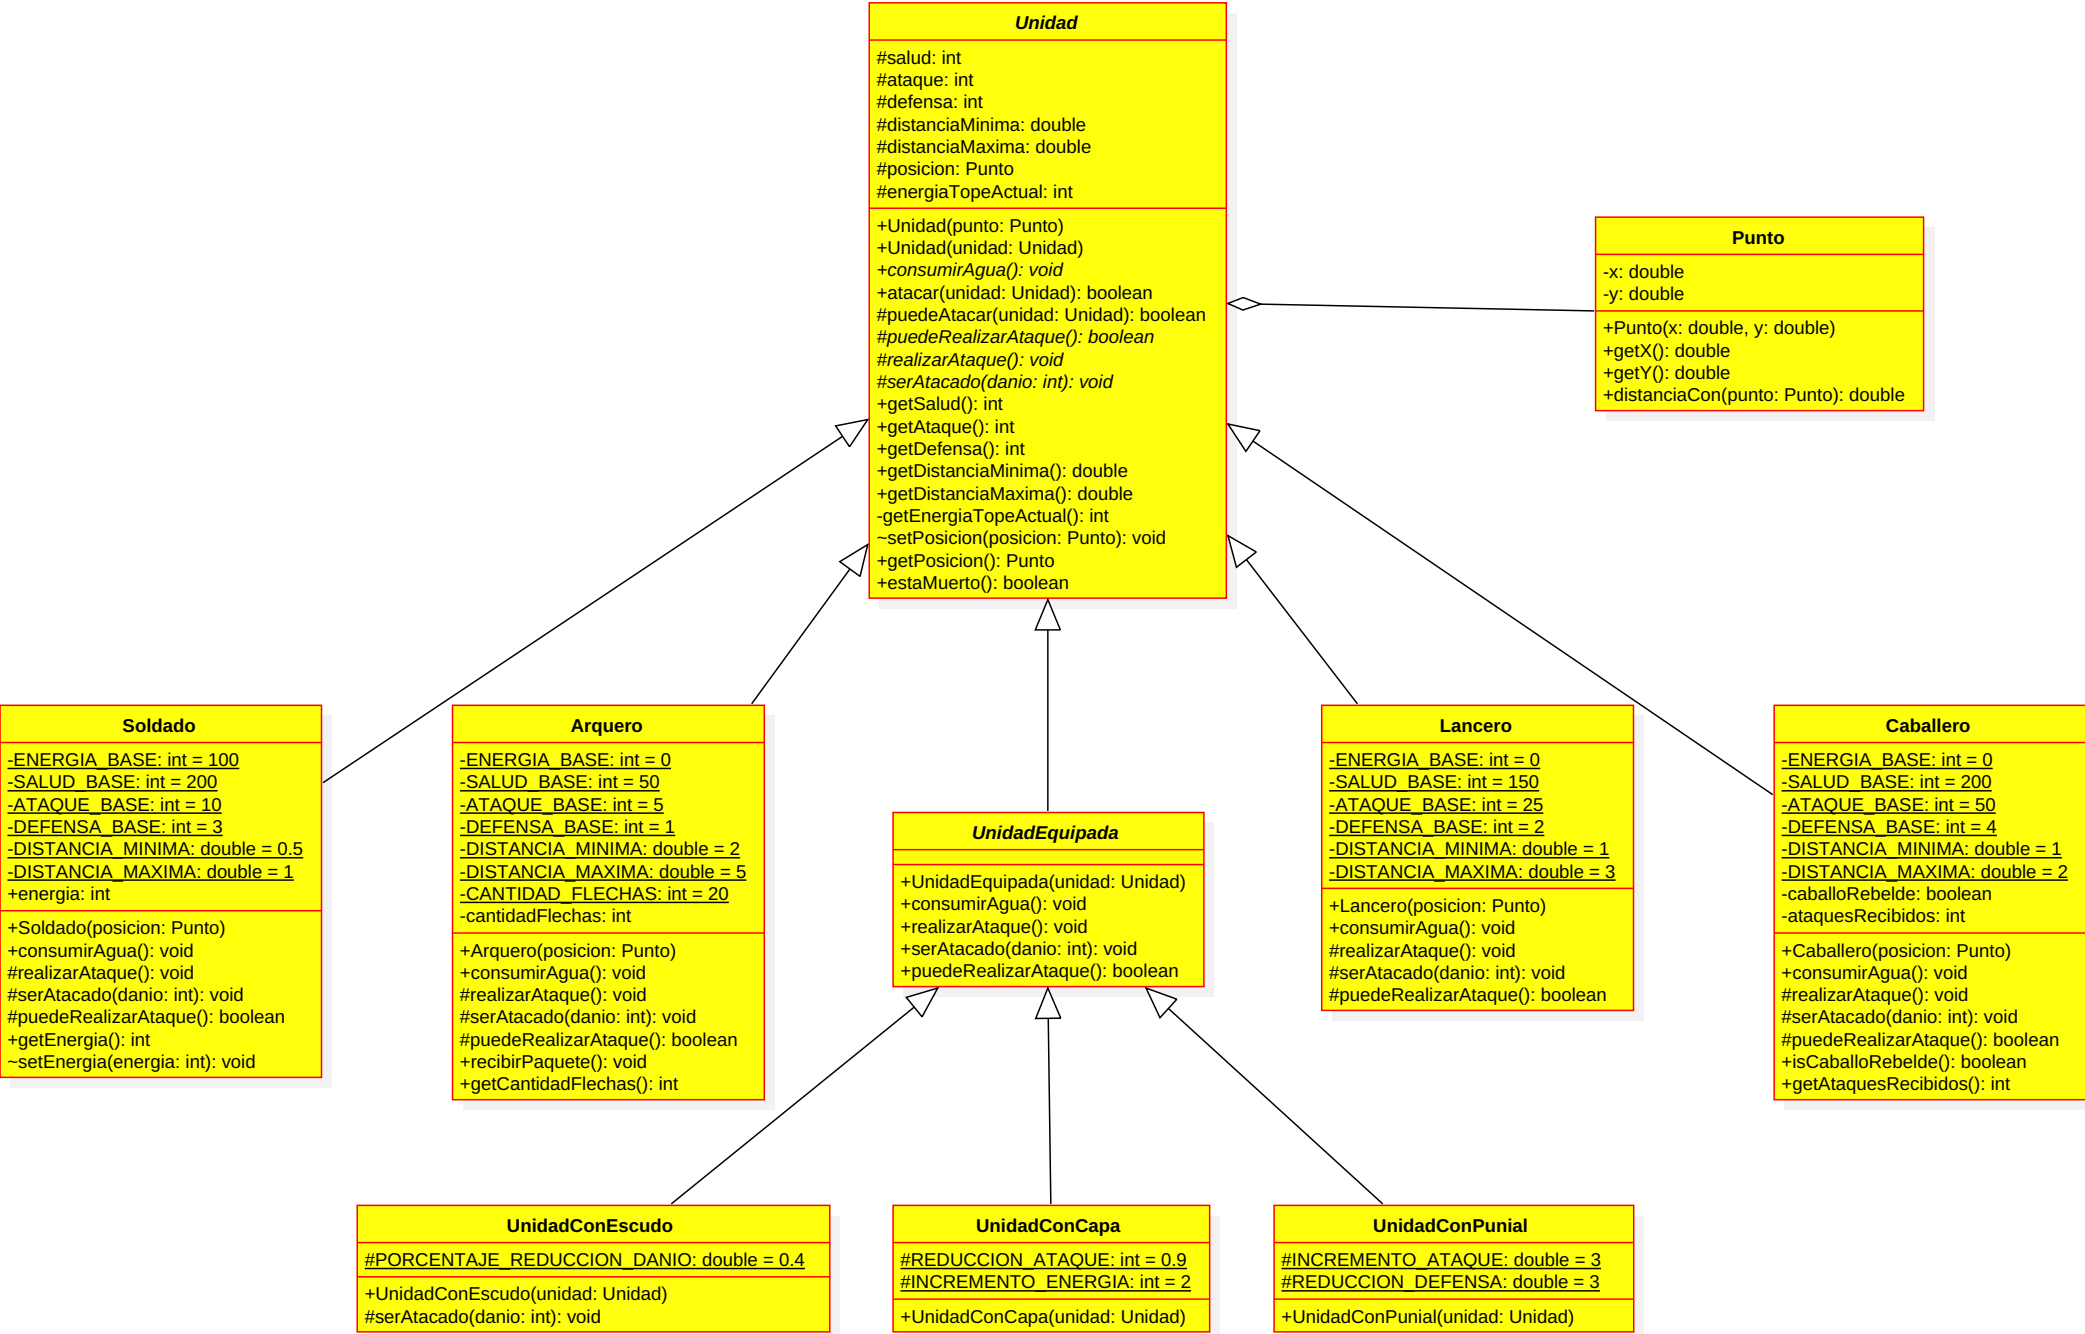 Unidad
#salud: int
#ataque: int
#defensa: int
#distanciaMinima: double
#distanciaMaxima: double
#posicion: Punto
#energiaTopeActual: int
+Unidad(punto: Punto)
+Unidad(unidad: Unidad)
+consumirAgua(): void
+atacar(unidad: Unidad): boolean
#puedeAtacar(unidad: Unidad): boolean
#puedeRealizarAtaque(): boolean
#realizarAtaque(): void
#serAtacado(danio: int): void
+getSalud(): int
+getAtaque(): int
+getDefensa(): int
+getDistanciaMinima(): double
+getDistanciaMaxima(): double
-getEnergiaTopeActual(): int
~setPosicion(posicion: Punto): void
+getPosicion(): Punto
+estaMuerto(): boolean
Punto
-x: double
-y: double
+Punto(x: double, y: double)
+getX(): double
+getY(): double
+distanciaCon(punto: Punto): double
Soldado
-ENERGIA_BASE: int = 100
-SALUD_BASE: int = 200
-ATAQUE_BASE: int = 10
-DEFENSA_BASE: int = 3
-DISTANCIA_MINIMA: double = 0.5
-DISTANCIA_MAXIMA: double = 1
+energia: int
+Soldado(posicion: Punto)
+consumirAgua(): void
#realizarAtaque(): void
#serAtacado(danio: int): void
#puedeRealizarAtaque(): boolean
+getEnergia(): int
~setEnergia(energia: int): void
Arquero
-ENERGIA_BASE: int = 0
-SALUD_BASE: int = 50
-ATAQUE_BASE: int = 5
-DEFENSA_BASE: int = 1
-DISTANCIA_MINIMA: double = 2
-DISTANCIA_MAXIMA: double = 5
-CANTIDAD_FLECHAS: int = 20
-cantidadFlechas: int
+Arquero(posicion: Punto)
+consumirAgua(): void
#realizarAtaque(): void
#serAtacado(danio: int): void
#puedeRealizarAtaque(): boolean
+recibirPaquete(): void
+getCantidadFlechas(): int
UnidadEquipada
+UnidadEquipada(unidad: Unidad)
+consumirAgua(): void
+realizarAtaque(): void
+serAtacado(danio: int): void
+puedeRealizarAtaque(): boolean
Lancero
-ENERGIA_BASE: int = 0
-SALUD_BASE: int = 150
-ATAQUE_BASE: int = 25
-DEFENSA_BASE: int = 2
-DISTANCIA_MINIMA: double = 1
-DISTANCIA_MAXIMA: double = 3
+Lancero(posicion: Punto)
+consumirAgua(): void
#realizarAtaque(): void
#serAtacado(danio: int): void
#puedeRealizarAtaque(): boolean
Caballero
-ENERGIA_BASE: int = 0
-SALUD_BASE: int = 200
-ATAQUE_BASE: int = 50
-DEFENSA_BASE: int = 4
-DISTANCIA_MINIMA: double = 1
-DISTANCIA_MAXIMA: double = 2
-caballoRebelde: boolean
-ataquesRecibidos: int
+Caballero(posicion: Punto)
+consumirAgua(): void
#realizarAtaque(): void
#serAtacado(danio: int): void
#puedeRealizarAtaque(): boolean
+isCaballoRebelde(): boolean
+getAtaquesRecibidos(): int
UnidadConEscudo
#PORCENTAJE_REDUCCION_DANIO: double = 0.4
+UnidadConEscudo(unidad: Unidad)
#serAtacado(danio: int): void
UnidadConCapa
#REDUCCION_ATAQUE: int = 0.9
#INCREMENTO_ENERGIA: int = 2
+UnidadConCapa(unidad: Unidad)
UnidadConPunial
#INCREMENTO_ATAQUE: double = 3
#REDUCCION_DEFENSA: double = 3
+UnidadConPunial(unidad: Unidad)